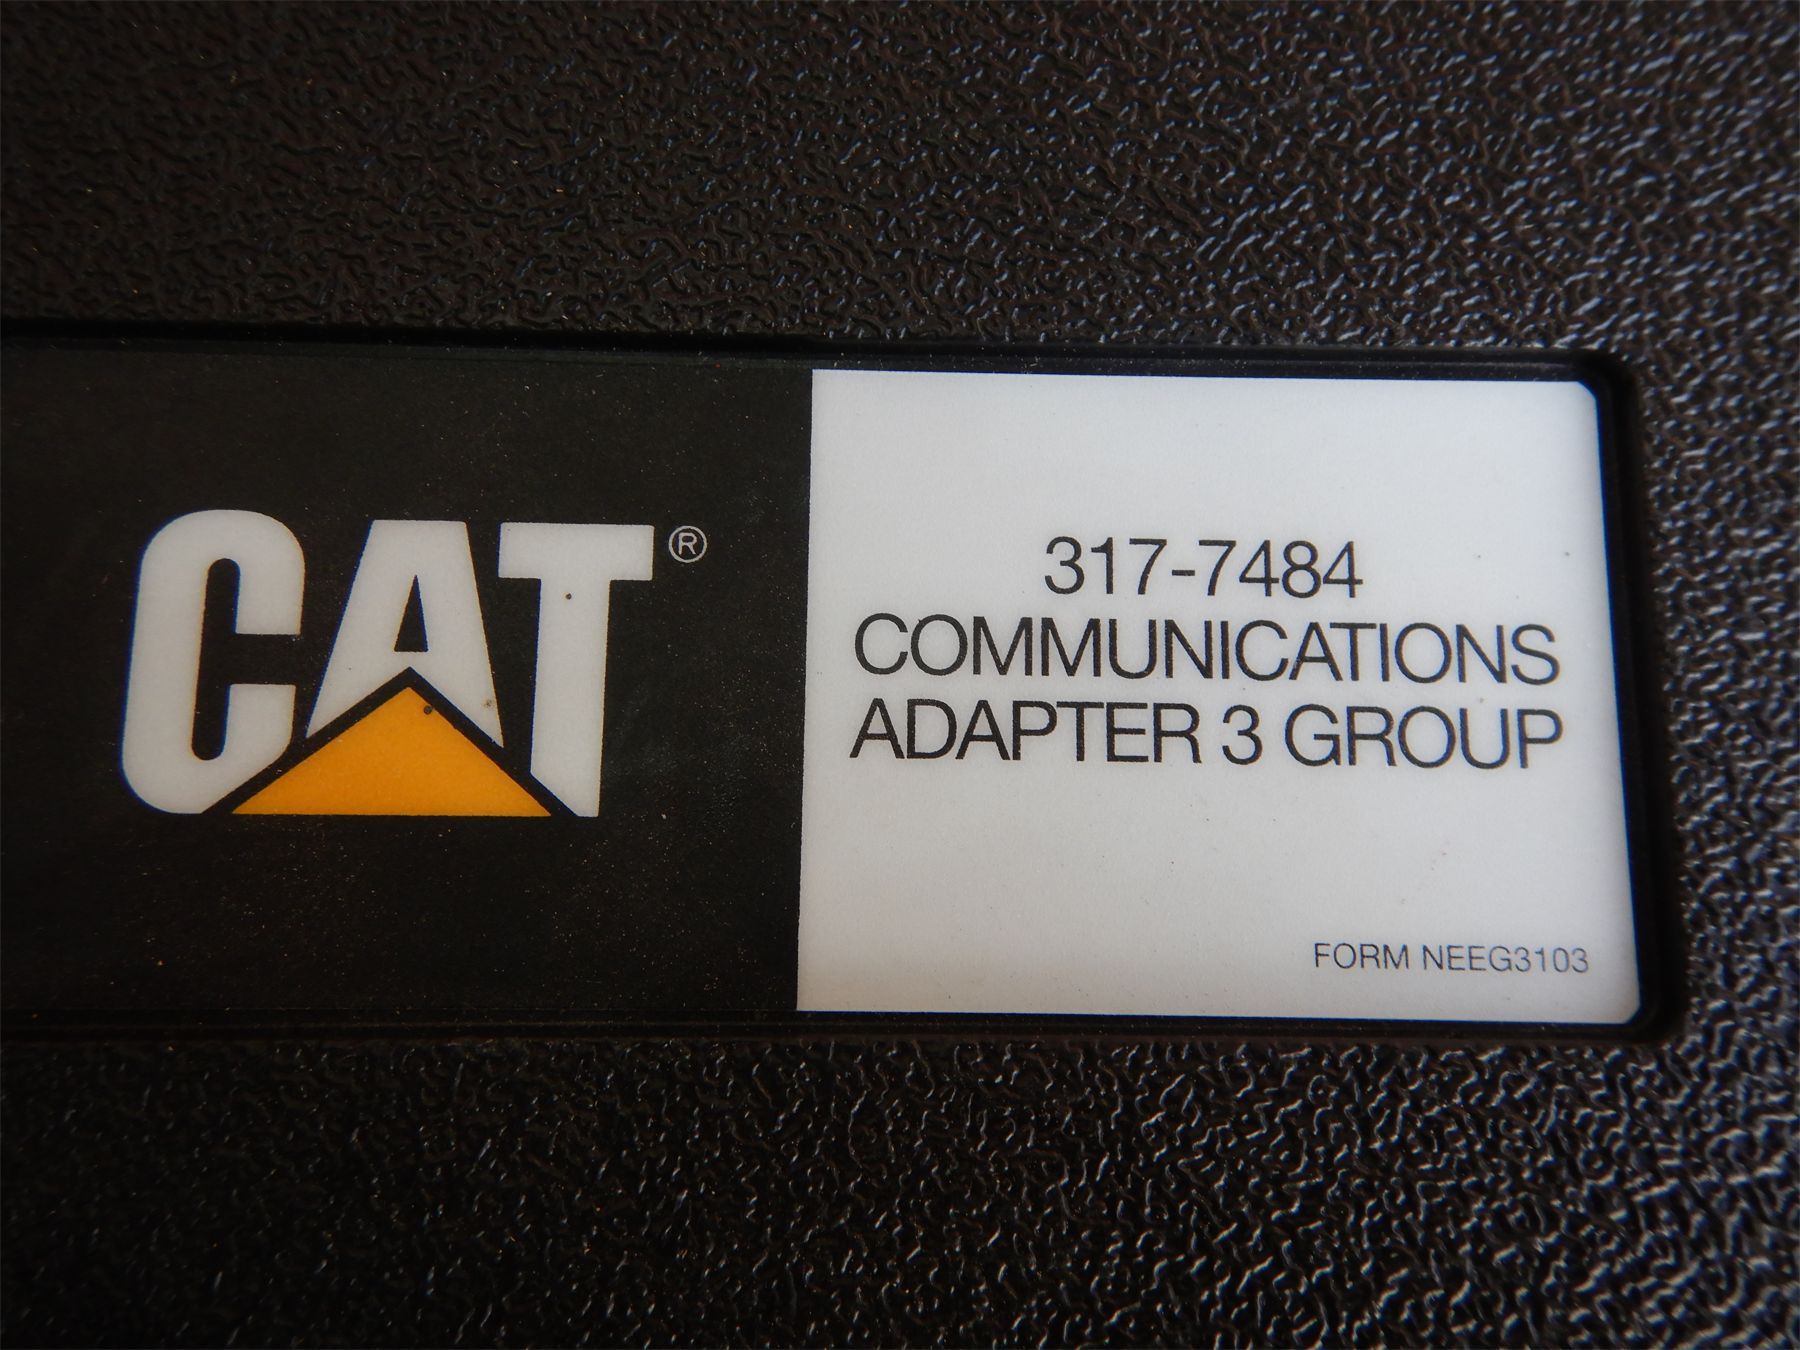 CAT®
317-7484
COMMUNICATIONS
ADAPTER 3 GROUP
FORM NEEG3103